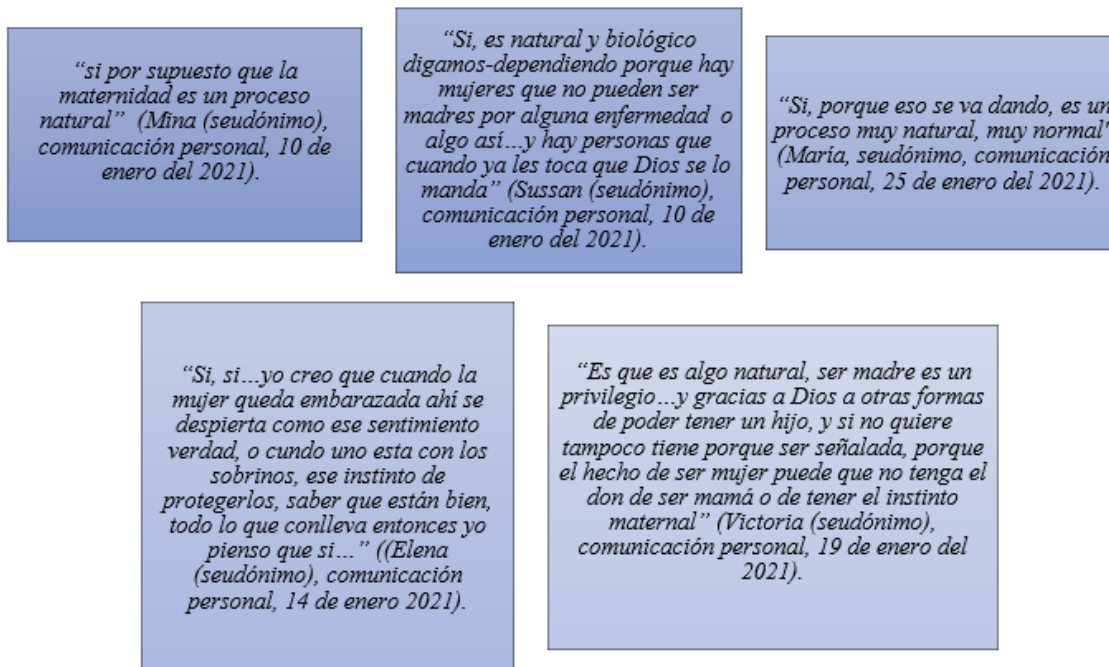 “si por supuesto que la
maternidad es un proceso
natural” (Mina (seudónimo),
comunicación personal, 10 de
enero del 2021).
“Si, es natural y biológico
digamos-dependiendo porque hay
mujeres que no pueden ser
madres por alguna enfermedad o
algo así...y hay personas que
cuando ya les toca que Dios se lo
manda” (Sussan (seudónimo),
comunicación personal, 10 de
enero del 2021).
“Si, porque eso se va dando, es un
proceso muy natural, muy normal”
(María, seudónimo, comunicación
personal, 25 de enero del 2021).
“Si, si...yo creo que cuando la
mujer queda embarazada ahí se
despierta como ese sentimiento
verdad, o cundo uno esta con los
sobrinos, ese instinto de
protegerlos, saber que están bien,
todo lo que conlleva entonces yo
pienso que si...” ((Elena
(seudónimo), comunicación
personal, 14 de enero 2021).
“Es que es algo natural, ser madre es un
privilegio...y gracias a Dios a otras formas
de poder tener un hijo, y si no quiere
tampoco tiene porque ser señalada, porque
el hecho de ser mujer puede que no tenga el
don de ser mamá o de tener el instinto
maternal” (Victoria (seudónimo),
comunicación personal, 19 de enero del
2021).